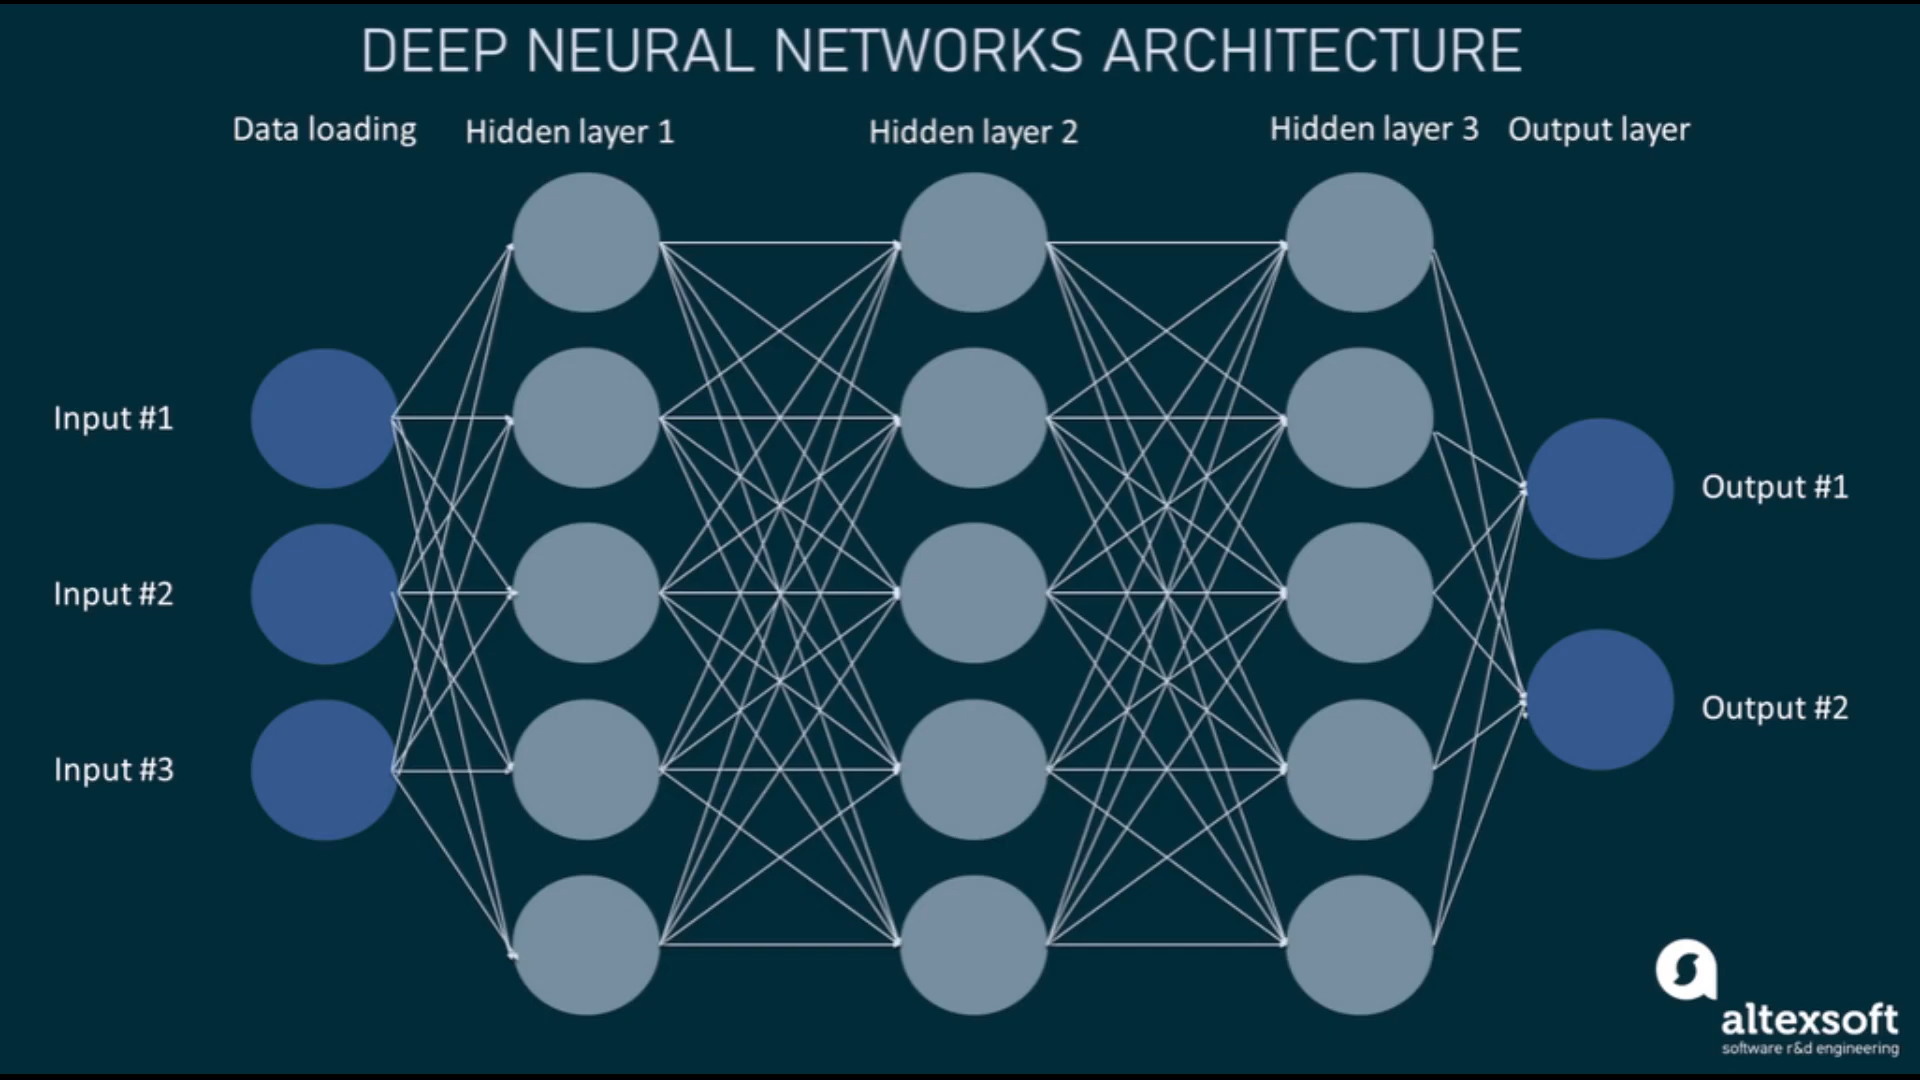 DEEP NEURAL NETWORKS ARCHITECTURE
Data loading
Hidden layer 1
Hidden layer 2
Hidden layer 3
Output layer
Input #1
Input #2
Input #3
Output #1
Output #2
altexsoft
software r&d engineering